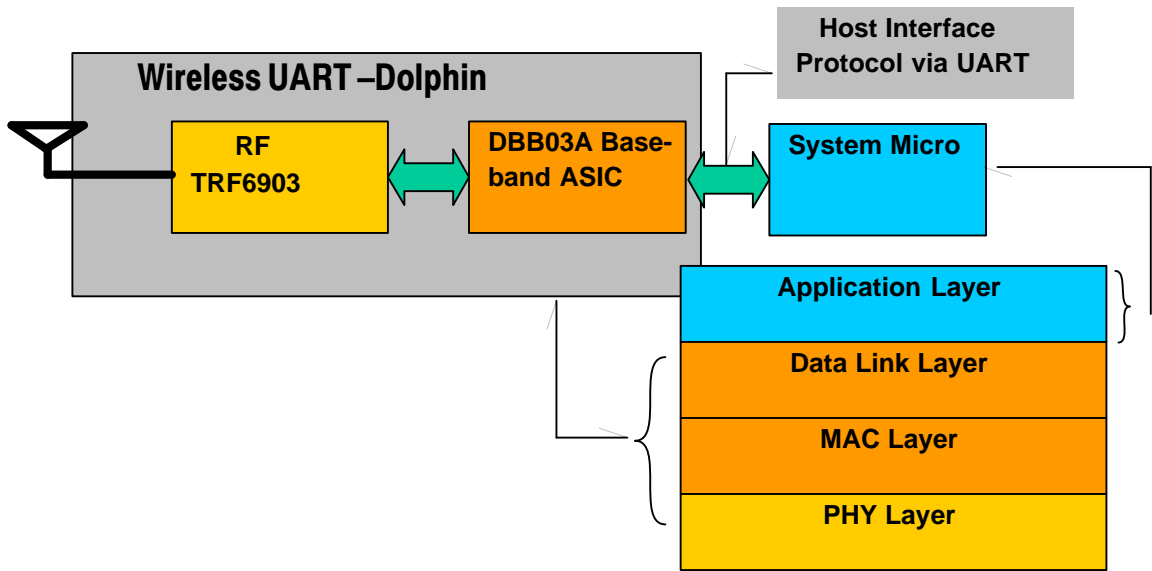 Host Interface
Protocol via UART
Wireless UART –Dolphin
RF
TRF6903
DBB03A Base-
band ASIC
System Micro
Application Layer
Data Link Layer
MAC Layer
PHY Layer